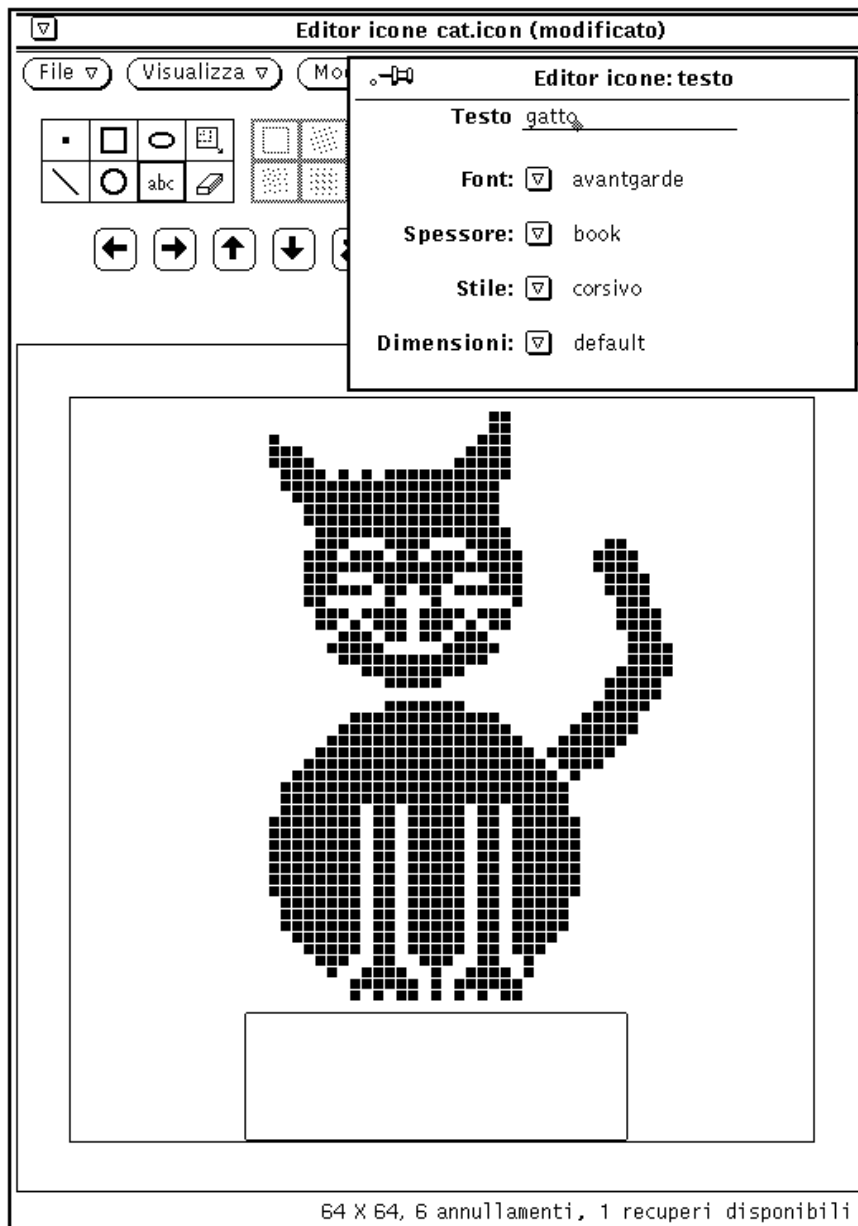 Editor icone cat.icon (modificato)
File Visualizza
Editor icone: testo
Testo gatto
abc
Font: avantgarde
Spessore: book
Stile: corsivo
Dimensioni: default
64 X 64, 6 annullamenti, 1 recuperi disponibili